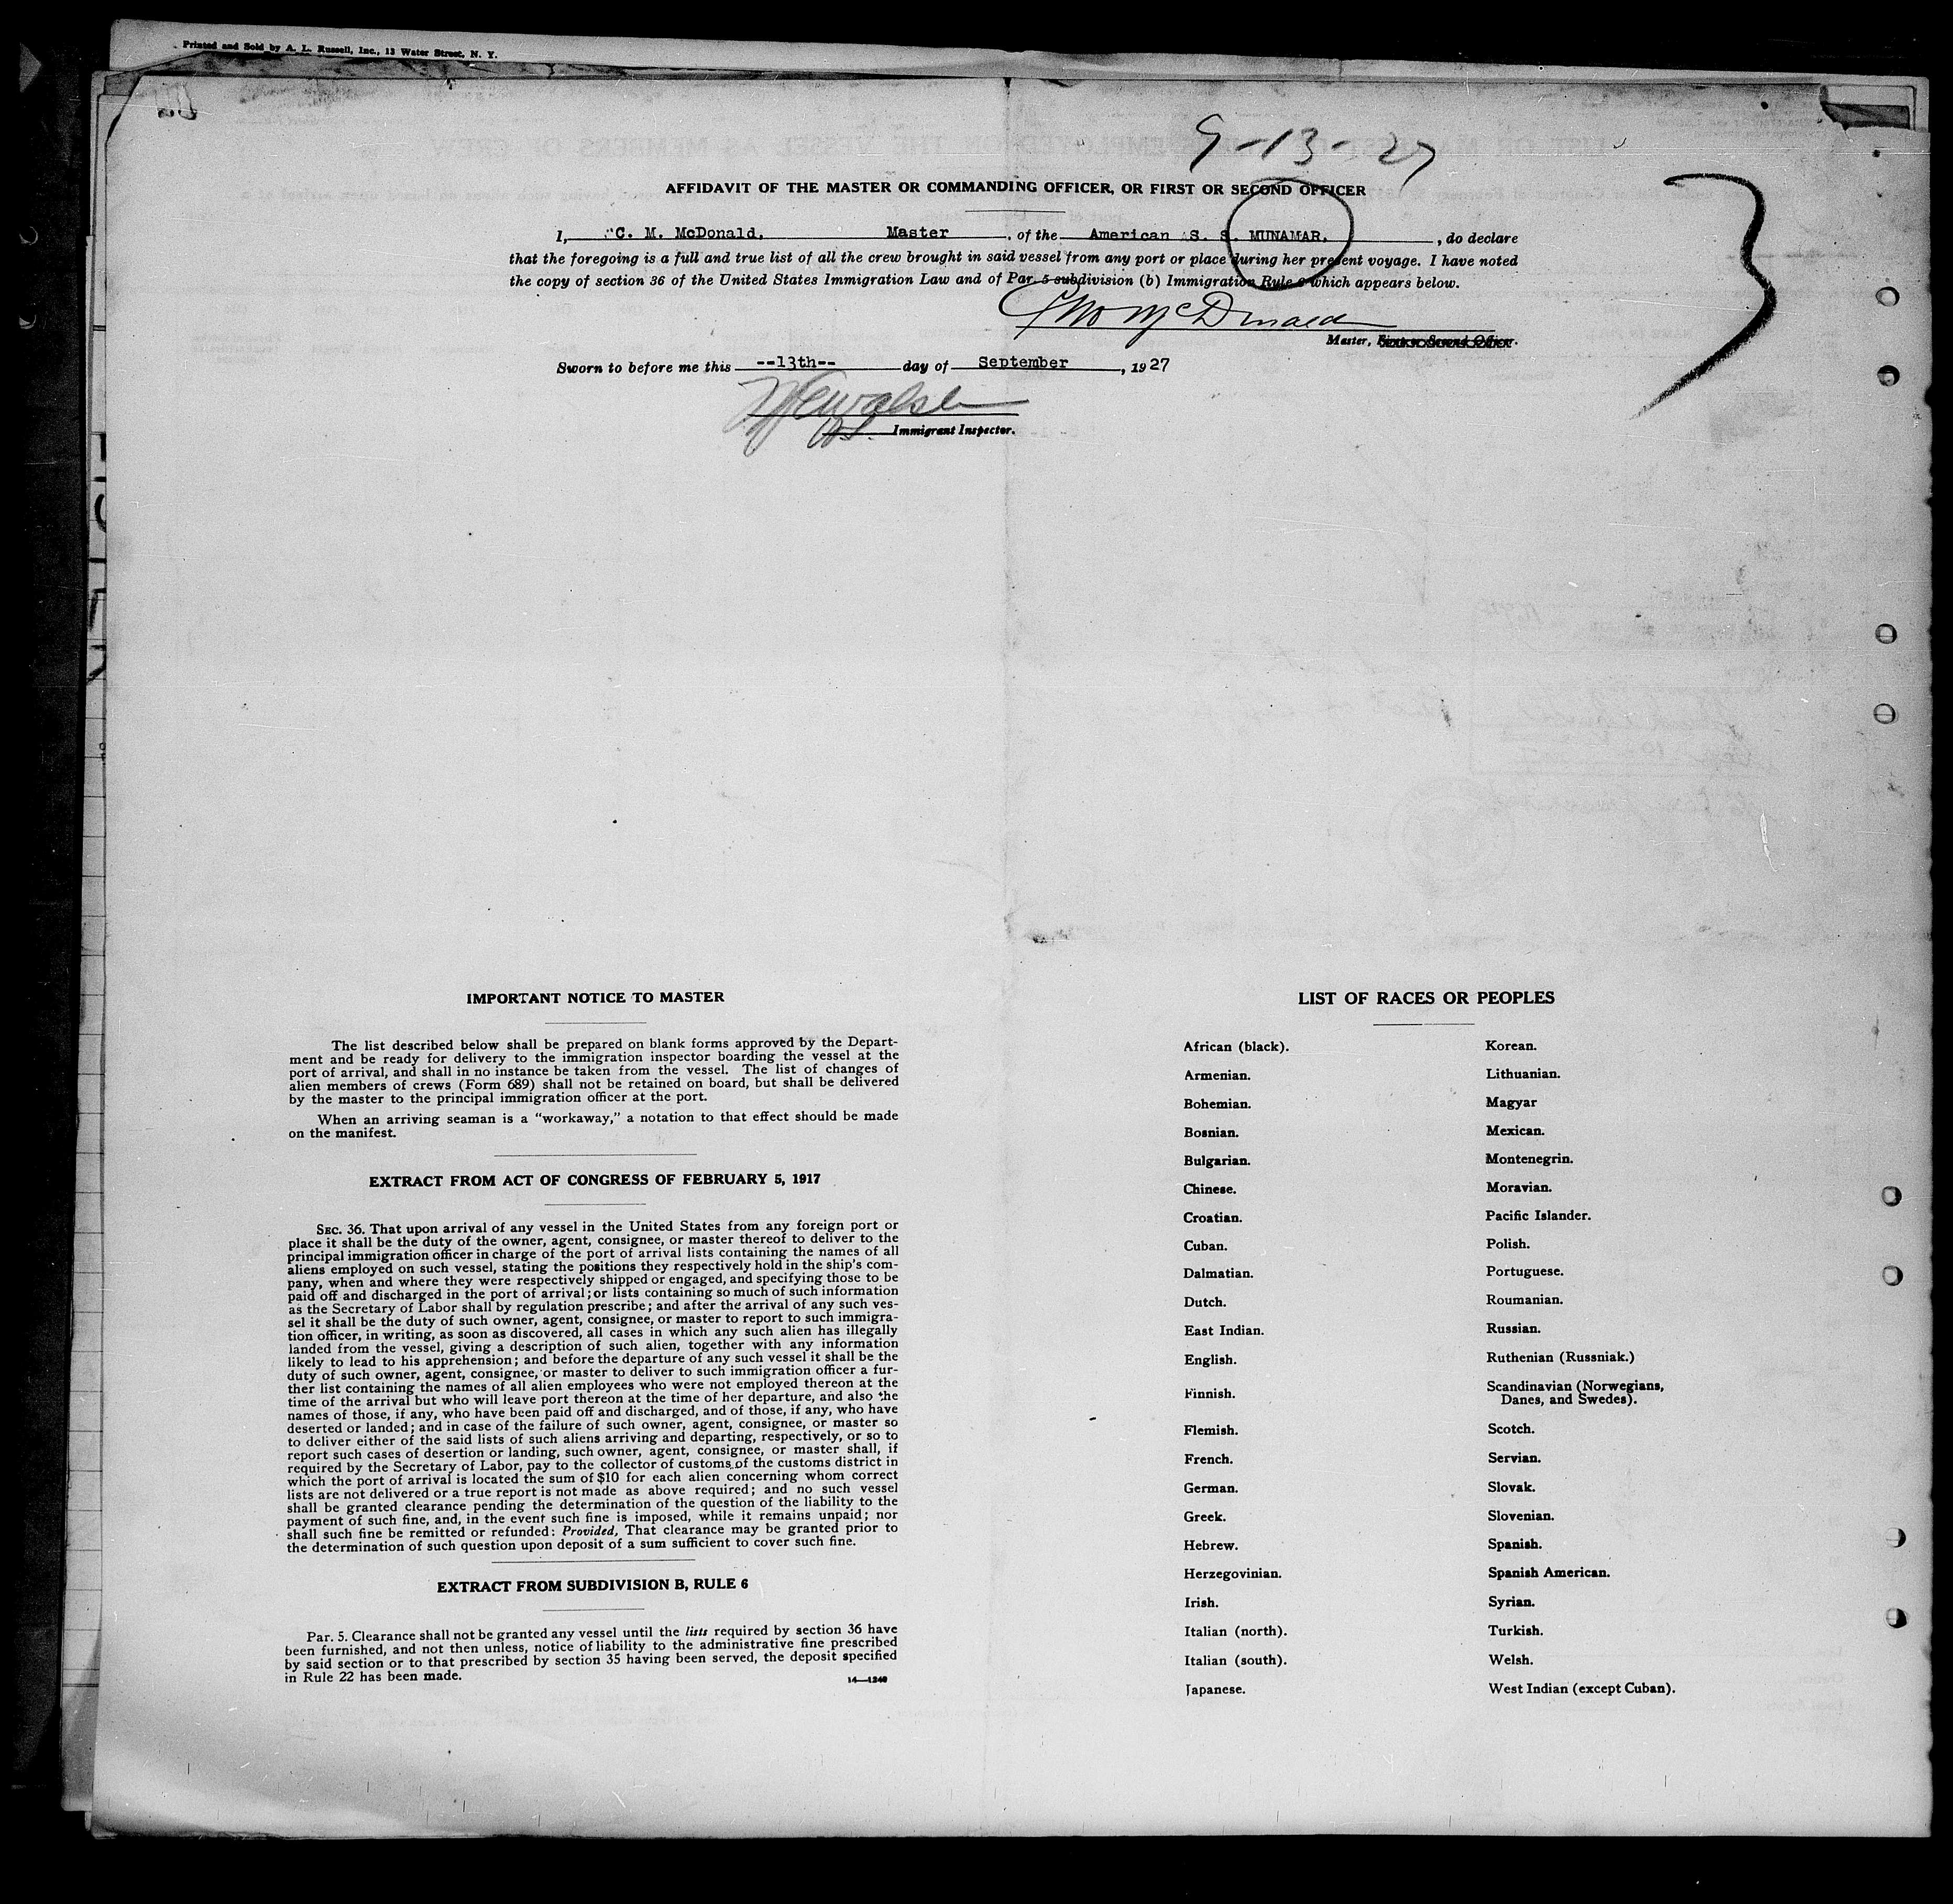 Printed and Sold by A. L. Russell, Inc., 13 Water Street, N. Y.
9-13-27
AFFIDAVIT OF THE MASTER OR COMMANDING OFFICER, OR FIRST OR SECOND OFFICER
I, C. M. McDonald, Master, of the American S. S. MUNAMAR, do declare
that the foregoing is a full and true list of all the crew brought in said vessel from any port or place during her present voyage. I have noted
the copy of section 36 of the United States Immigration Law and of Par. 5 subdivision (b) Immigration Rule 6 which appears below.
McDonald
Master, First or Second Officer.
Sworn to before me this --13th-- day of September, 1927
Walsh
Immigrant Inspector.
IMPORTANT NOTICE TO MASTER
The list described below shall be prepared on blank forms approved by the Depart-
ment and be ready for delivery to the immigration inspector boarding the vessel at the
port of arrival, and shall in no instance be taken from the vessel. The list of changes of
alien members of crews (Form 689) shall not be retained on board, but shall be delivered
by the master to the principal immigration officer at the port.
When an arriving seaman is a "workaway," a notation to that effect should be made
on the manifest.
EXTRACT FROM ACT OF CONGRESS OF FEBRUARY 5, 1917
SEC. 36. That upon arrival of any vessel in the United States from any foreign port or
place it shall be the duty of the owner, agent, consignee, or master thereof to deliver to the
principal immigration officer in charge of the port of arrival lists containing the names of all
aliens employed on such vessel, stating the positions they respectively hold in the ship's com-
pany, when and where they were respectively shipped or engaged, and specifying those to be
paid off and discharged in the port of arrival; or lists containing so much of such information
as the Secretary of Labor shall by regulation prescribe; and after the arrival of any such ves-
sel it shall be the duty of such owner, agent, consignee, or master to report to such immigra-
tion officer, in writing, as soon as discovered, all cases in which any such alien has illegally
landed from the vessel, giving a description of such alien, together with any information
likely to lead to his apprehension; and before the departure of any such vessel it shall be the
duty of such owner, agent, consignee, or master to deliver to such immigration officer a fur-
ther list containing the names of all alien employees who were not employed thereon at the
time of the arrival but who will leave port thereon at the time of her departure, and also the
names of those, if any, who have been paid off and discharged, and of those, if any, who have
deserted or landed; and in case of the failure of such owner, agent, consignee, or master so
to deliver either of the said lists of such aliens arriving and departing, respectively, or so to
report such cases of desertion or landing, such owner, agent, consignee, or master shall, if
required by the Secretary of Labor, pay to the collector of customs of the customs district in
which the port of arrival is located the sum of $10 for each alien concerning whom correct
lists are not delivered or a true report is not made as above required; and no such vessel
shall be granted clearance pending the determination of the question of the liability to the
payment of such fine, and, in the event such fine is imposed, while it remains unpaid; nor
shall such fine be remitted or refunded: Provided, That clearance may be granted prior to
the determination of such question upon deposit of a sum sufficient to cover such fine.
EXTRACT FROM SUBDIVISION B, RULE 6
Par. 5. Clearance shall not be granted any vessel until the lists required by section 36 have
been furnished, and not then unless, notice of liability to the administrative fine prescribed
by said section or to that prescribed by section 35 having been served, the deposit specified
in Rule 22 has been made.
14—1240
LIST OF RACES OR PEOPLES
African (black).
Armenian.
Bohemian.
Bosnian.
Bulgarian.
Chinese.
Croatian.
Cuban.
Dalmatian.
Dutch.
East Indian.
English.
Finnish.
Flemish.
French.
German.
Greek.
Hebrew.
Herzegovinian.
Irish.
Italian (north).
Italian (south).
Japanese.
Korean.
Lithuanian.
Magyar
Mexican.
Montenegrin.
Moravian.
Pacific Islander.
Polish.
Portuguese.
Roumanian.
Russian.
Ruthenian (Russniak.)
Scandinavian (Norwegians,
Danes, and Swedes).
Scotch.
Servian.
Slovak.
Slovenian.
Spanish.
Spanish American.
Syrian.
Turkish.
Welsh.
West Indian (except Cuban).